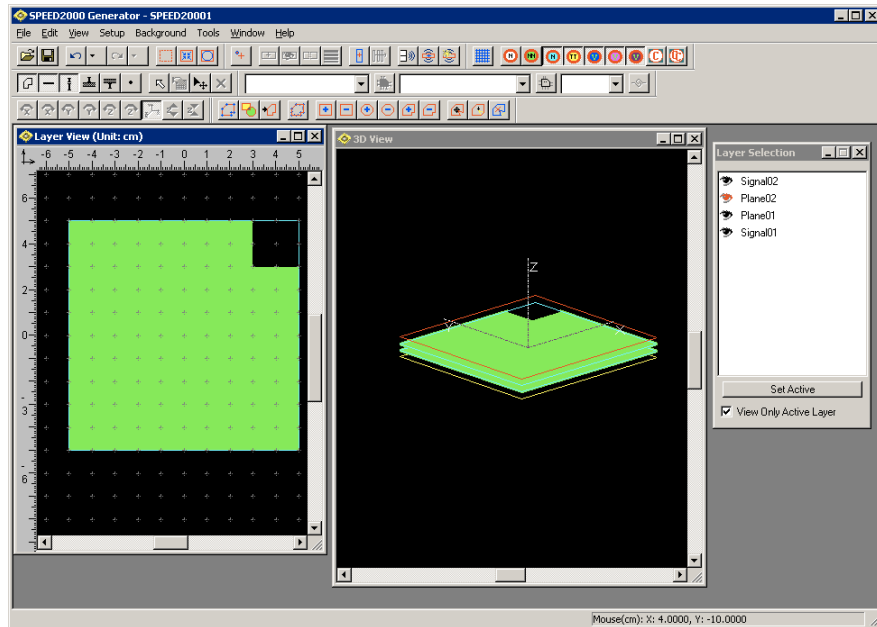 SPEED2000 Generator - SPEED20001
File Edit View Setup Background Tools Window Help
Layer View (Unit: cm)
-6 -5 -4 -3 -2 -1 0 1 2 3 4 5
6
4
2
0
-
3
-
6
3D View
Z
Y
X
Layer Selection
Signal02
Plane02
Plane01
Signal01
Set Active
View Only Active Layer
Mouse(cm): X: 4.0000, Y: -10.0000